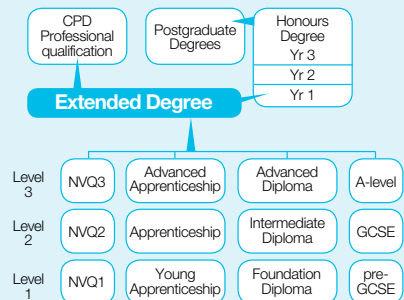 CPD
Professional
qualification
Postgraduate
Degrees
Honours
Degree
Yr 3
Yr 2
Yr 1
Extended Degree
Level
3
NVQ3
Advanced
Apprenticeship
Advanced
Diploma
A-level
Level
2
NVQ2
Apprenticeship
Intermediate
Diploma
GCSE
Level
1
NVQ1
Young
Apprenticeship
Foundation
Diploma
pre-
GCSE